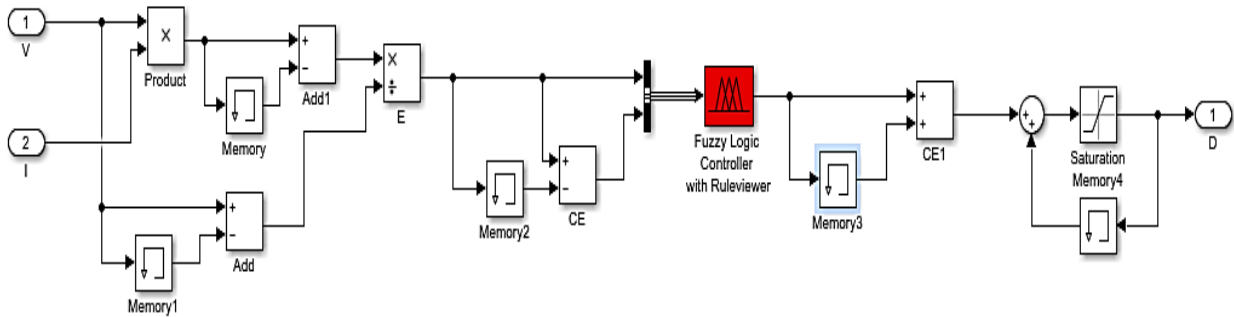 1
V
2
I
×
Product
Memory
+
−
Add1
×
÷
E
Memory1
+
−
Add
Memory2
+
−
CE
Fuzzy Logic
Controller
with Ruleviewer
Memory3
+
+
CE1
+
+
Saturation
Memory4
1
D